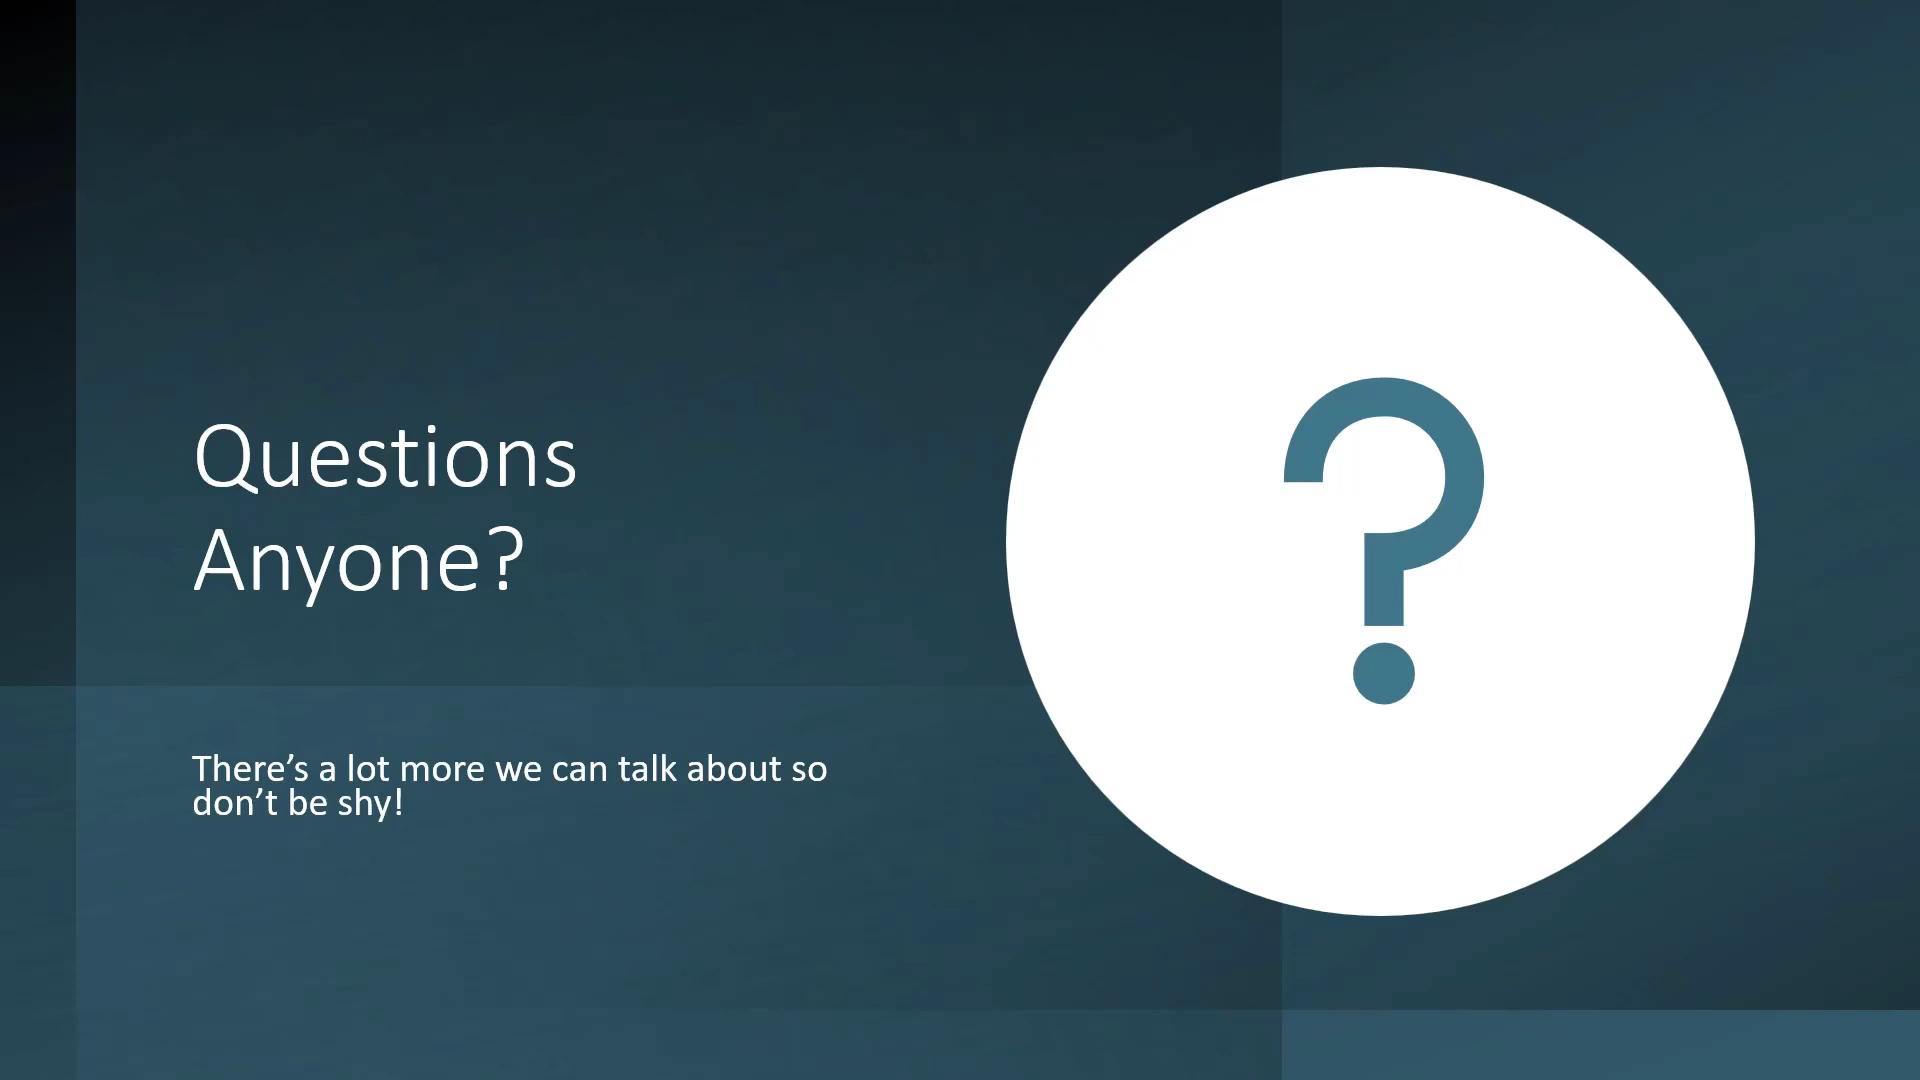 Questions
Anyone?
There’s a lot more we can talk about so
don’t be shy!
?